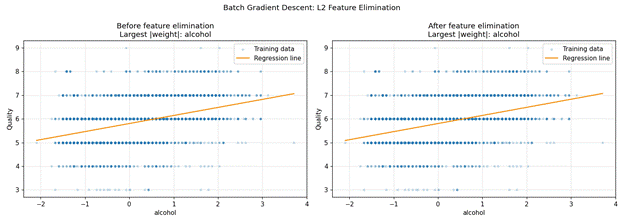 Batch Gradient Descent: L2 Feature Elimination
Before feature elimination
Largest |weight|: alcohol
Training data
Regression line
Quality
9
8
7
6
5
4
3
−2
−1
0
1
2
3
4
alcohol
After feature elimination
Largest |weight|: alcohol
Training data
Regression line
Quality
9
8
7
6
5
4
3
−2
−1
0
1
2
3
4
alcohol